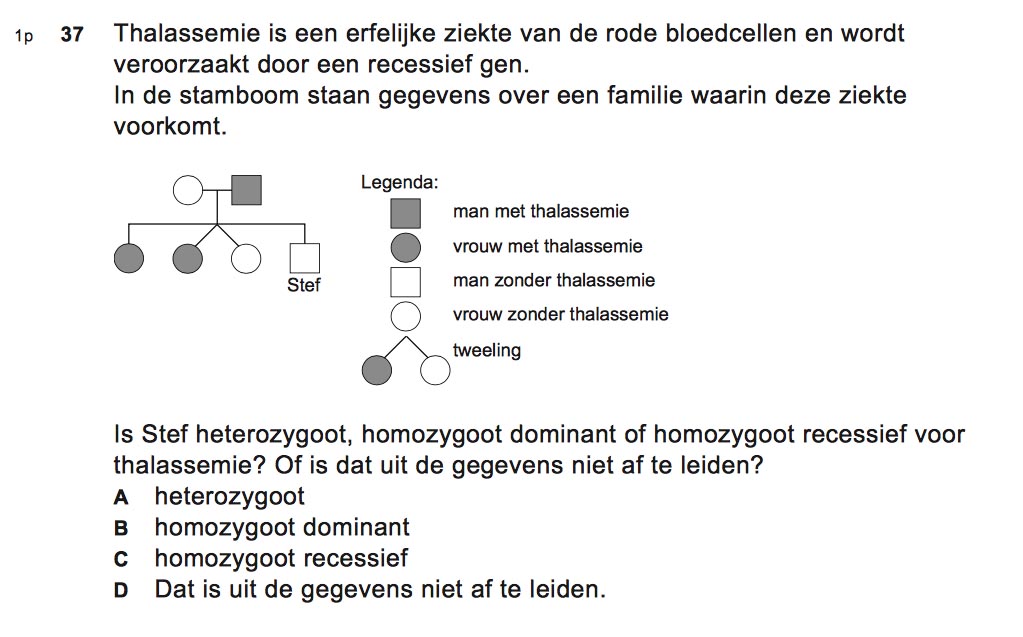 1p 37 Thalassemie is een erfelijke ziekte van de rode bloedcellen en wordt
veroorzaakt door een recessief gen.
In de stamboom staan gegevens over een familie waarin deze ziekte
voorkomt.
Stef
Legenda:
man met thalassemie
vrouw met thalassemie
man zonder thalassemie
vrouw zonder thalassemie
tweeling
Is Stef heterozygoot, homozygoot dominant of homozygoot recessief voor
thalassemie? Of is dat uit de gegevens niet af te leiden?
A heterozygoot
B homozygoot dominant
C homozygoot recessief
D Dat is uit de gegevens niet af te leiden.